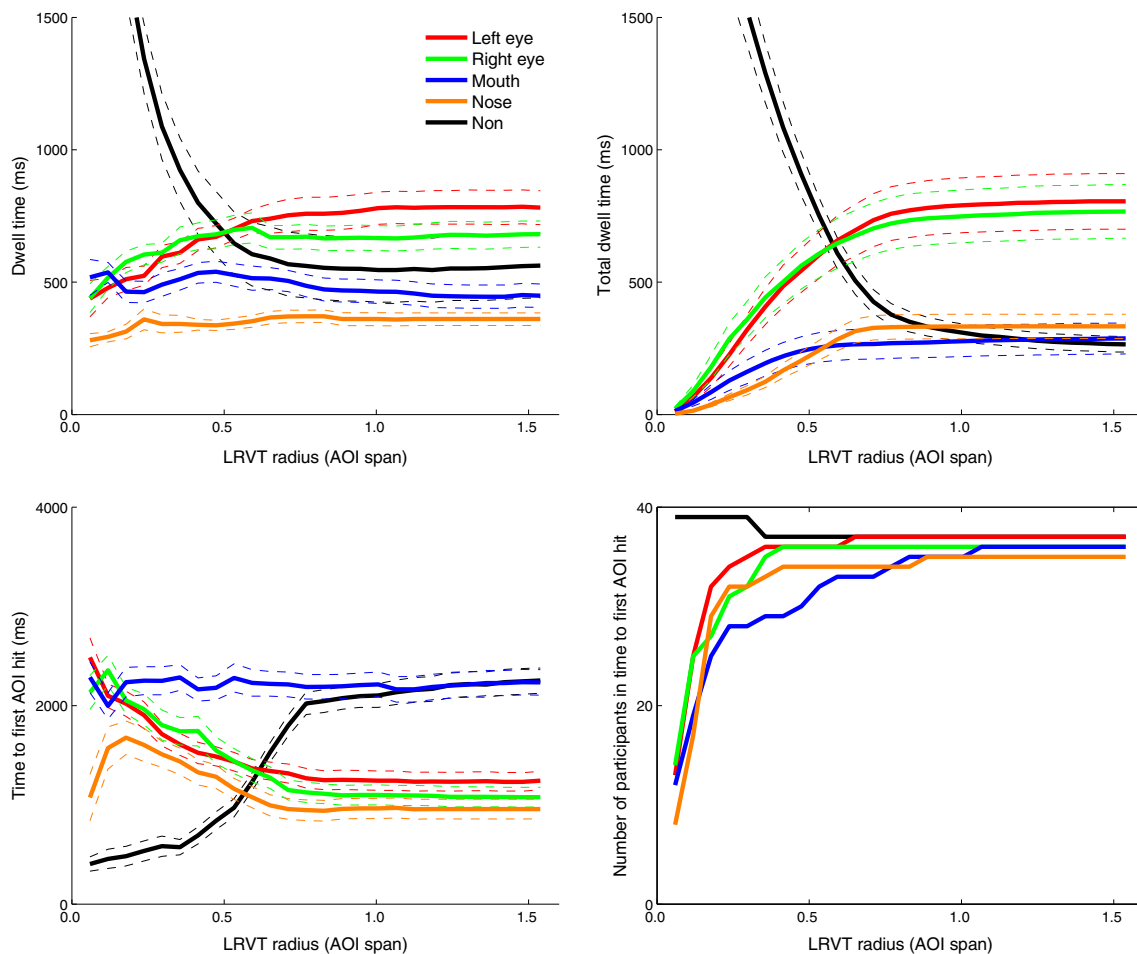 1500
1000
500
0
Dwell time (ms)
0.0 0.5 1.0 1.5
LRVT radius (AOI span)
Left eye
Right eye
Mouth
Nose
Non
1500
1000
500
0
Total dwell time (ms)
0.0 0.5 1.0 1.5
LRVT radius (AOI span)
4000
2000
0
Time to first AOI hit (ms)
0.0 0.5 1.0 1.5
LRVT radius (AOI span)
40
20
0
Number of participants in time to first AOI hit
0.0 0.5 1.0 1.5
LRVT radius (AOI span)